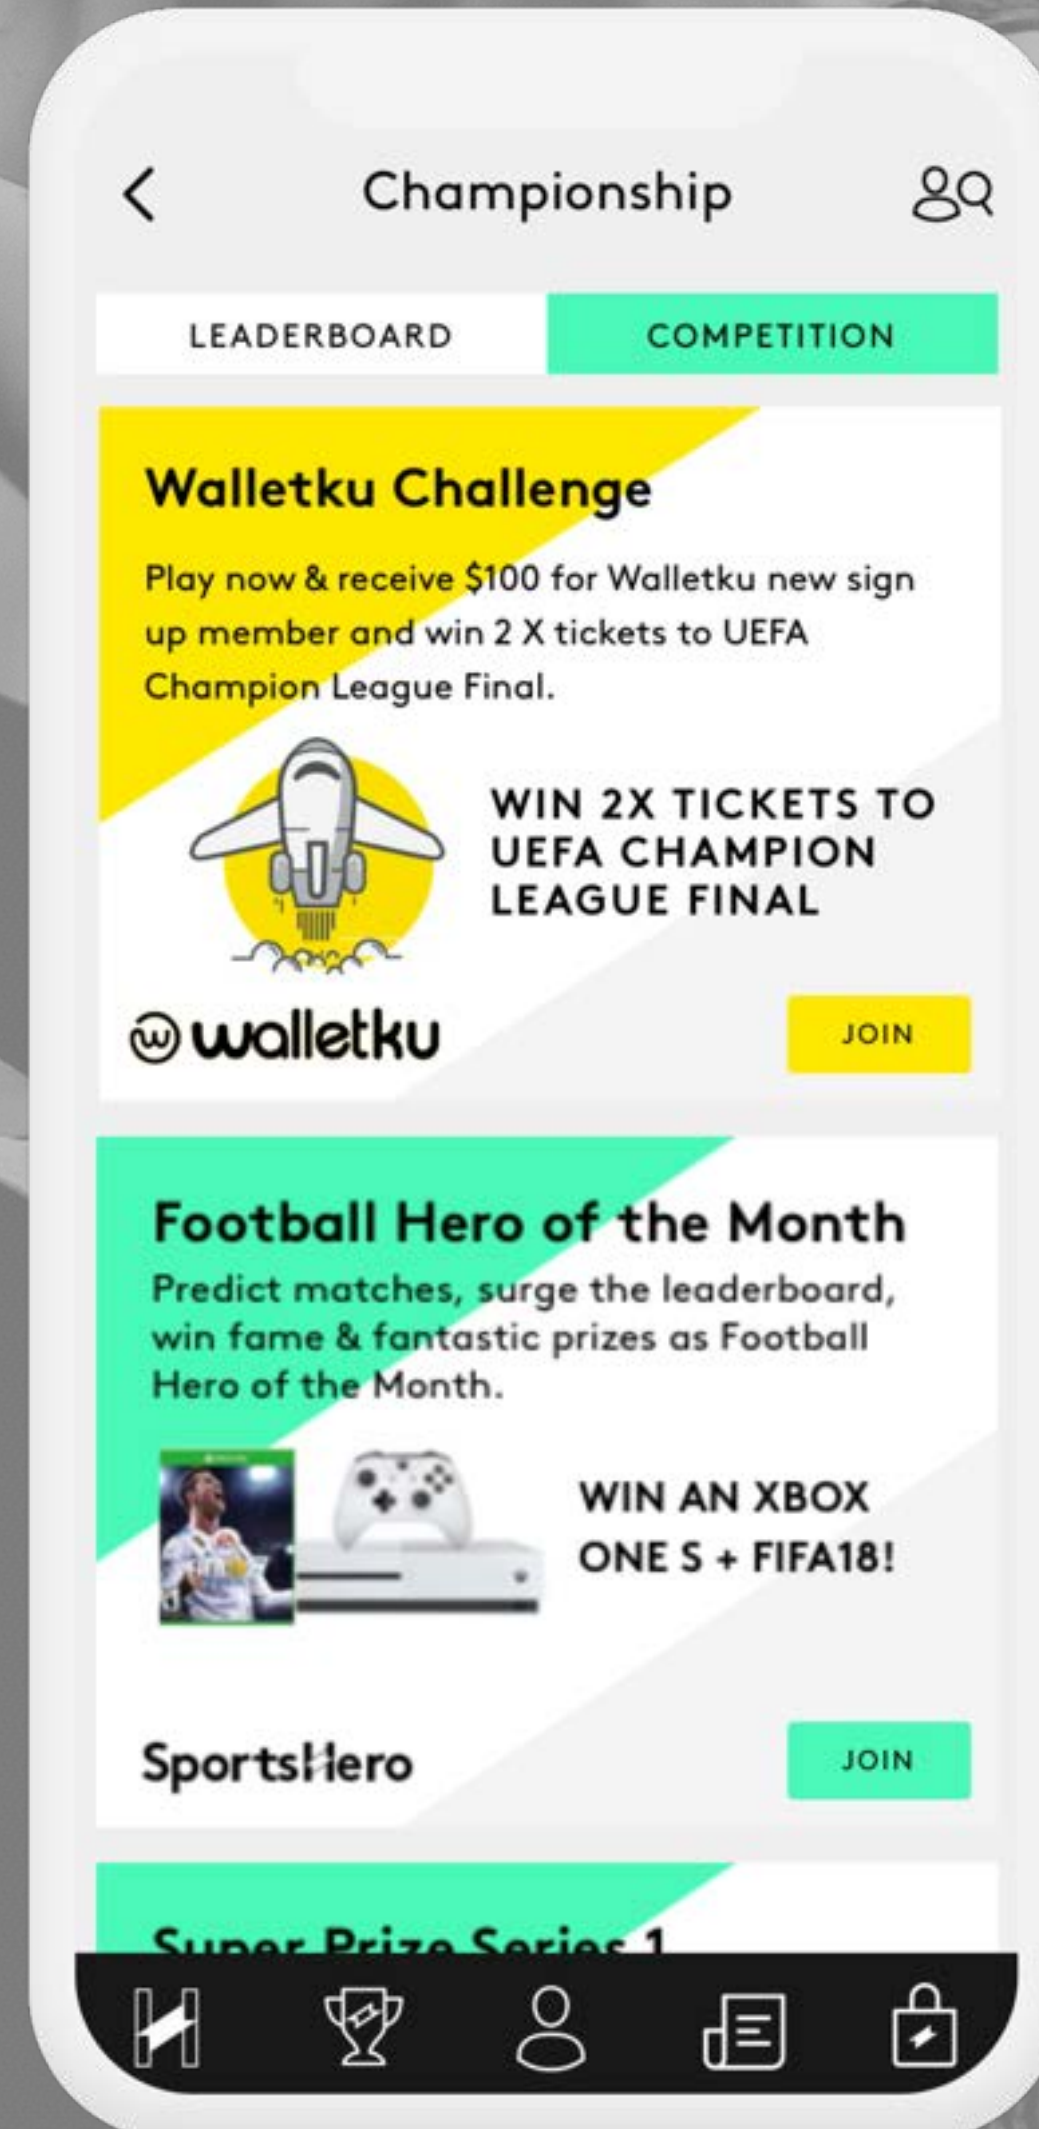 Championship
LEADERBOARD
COMPETITION
Walletku Challenge
Play now & receive $100 for Walletku new sign
up member and win 2 X tickets to UEFA
Champion League Final.
WIN 2X TICKETS TO
UEFA CHAMPION
LEAGUE FINAL
walletku
JOIN
Football Hero of the Month
Predict matches, surge the leaderboard,
win fame & fantastic prizes as Football
Hero of the Month.
WIN AN XBOX
ONE S + FIFA18!
SportsHero
JOIN
Super Prize Series 1